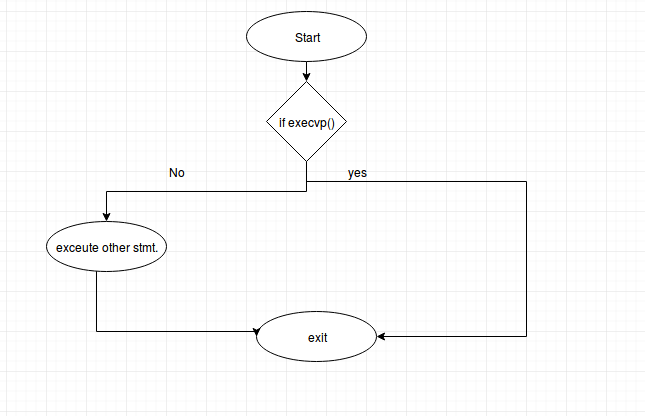 Start
if execvp()
No
yes
exceute other stmt.
exit